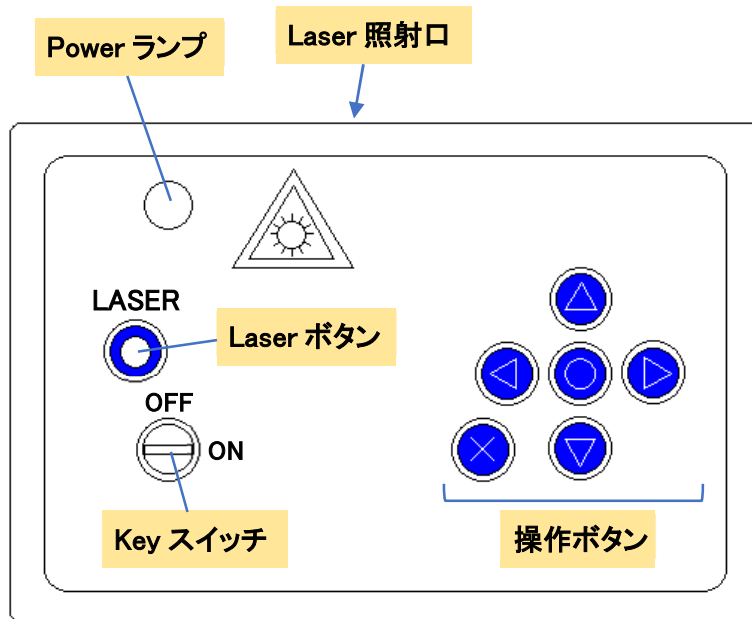 Power ランプ
Laser 照射口
LASER
Laser ボタン
OFF
ON
Key スイッチ
操作ボタン